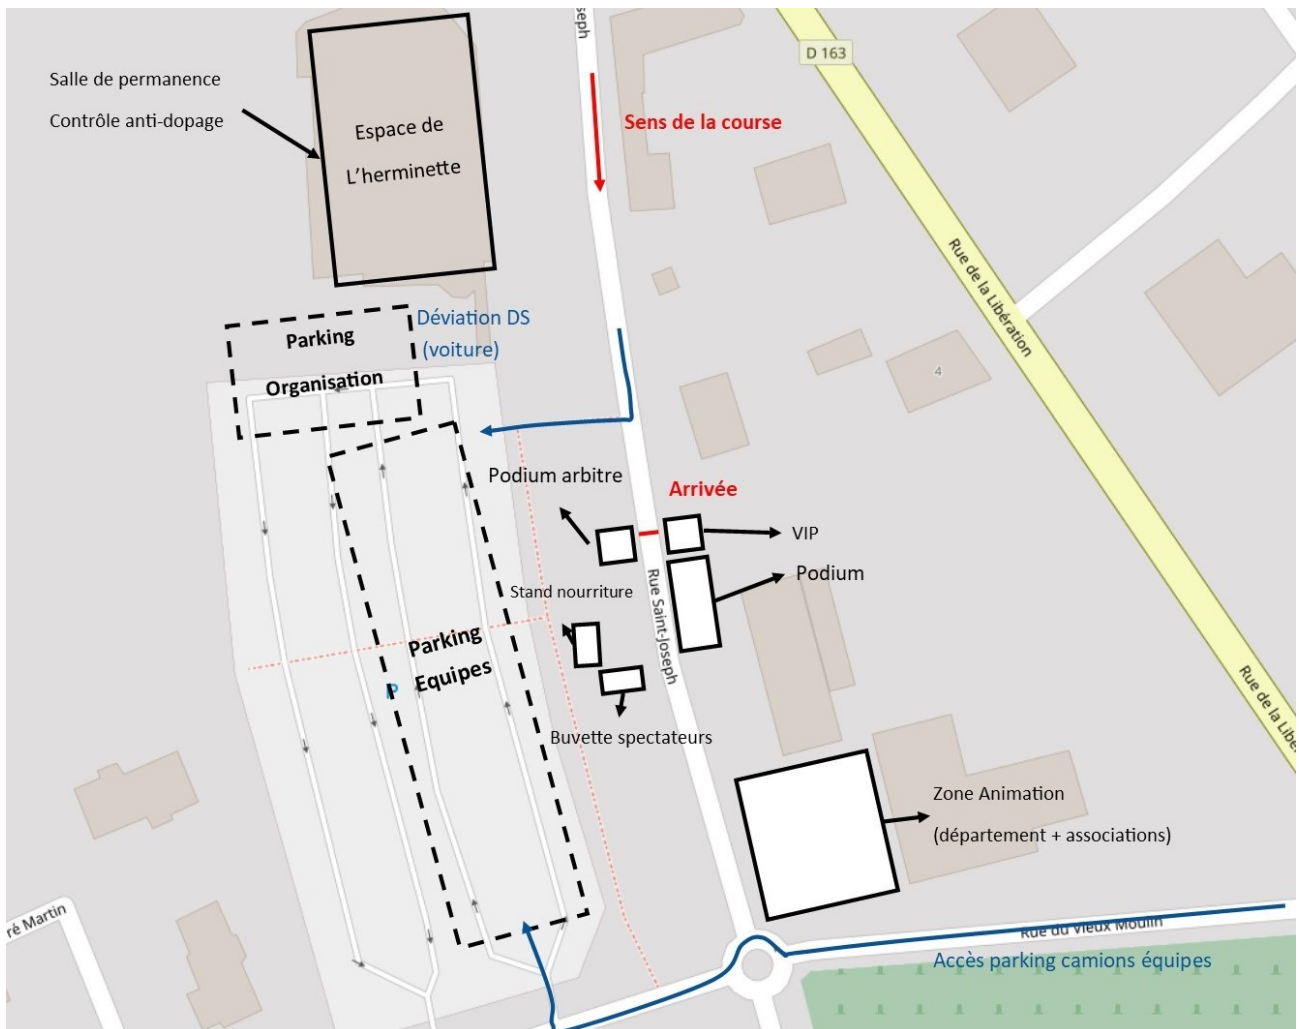 seph
D 163
Salle de permanence
Contrôle anti-dopage
Espace de
L'herminette
Sens de la course
Rue de la Libération
Déviation DS
(voiture)
Parking
Organisation
4
Podium arbitre
Arrivée
VIP
Podium
Stand nourriture
Rue Saint-Joseph
Parking
Equipes
P
Buvette spectateurs
Rue de la Libér
Zone Animation
(département + associations)
ré Martin
Rue du Vieux Moulin
Accès parking camions équipes